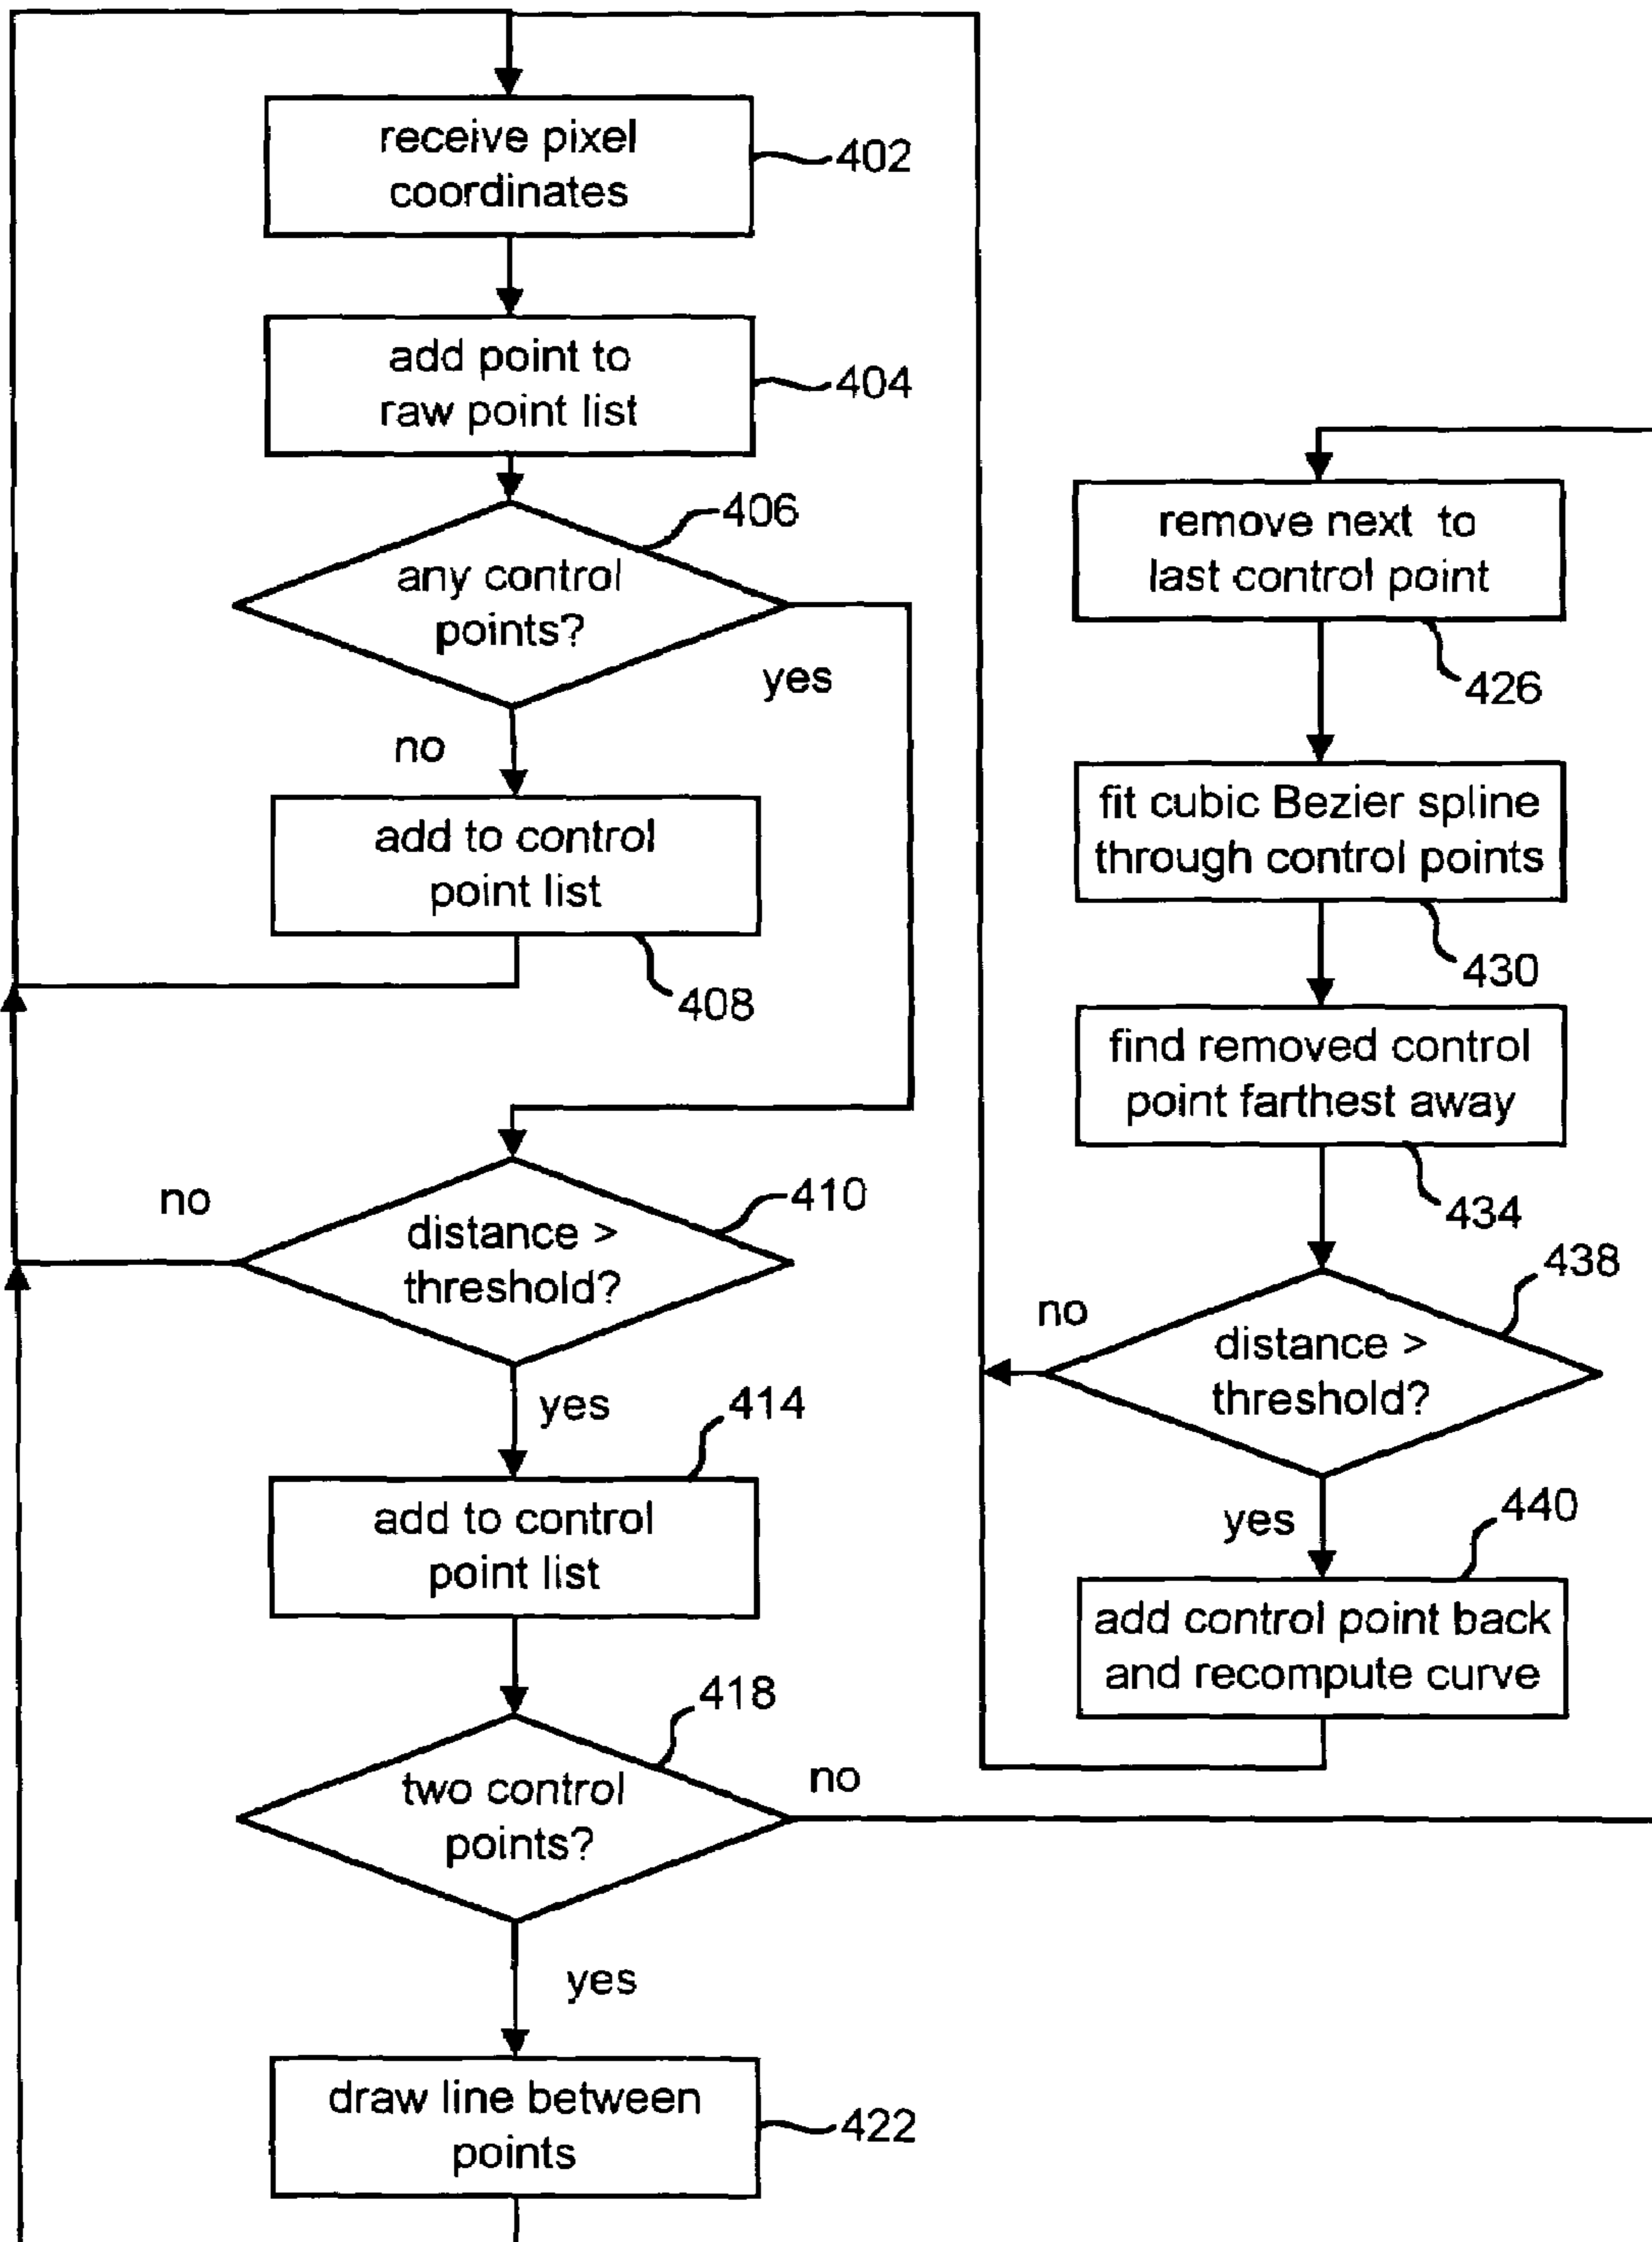 receive pixel
coordinates
402
add point to
raw point list
404
406
any control
points?
yes
no
add to control
point list
408
410
no
distance >
threshold?
yes
414
add to control
point list
418
two control
points?
no
yes
draw line between
points
422
remove next to
last control point
426
fit cubic Bezier spline
through control points
430
find removed control
point farthest away
434
438
no
distance >
threshold?
yes
440
add control point back
and recompute curve